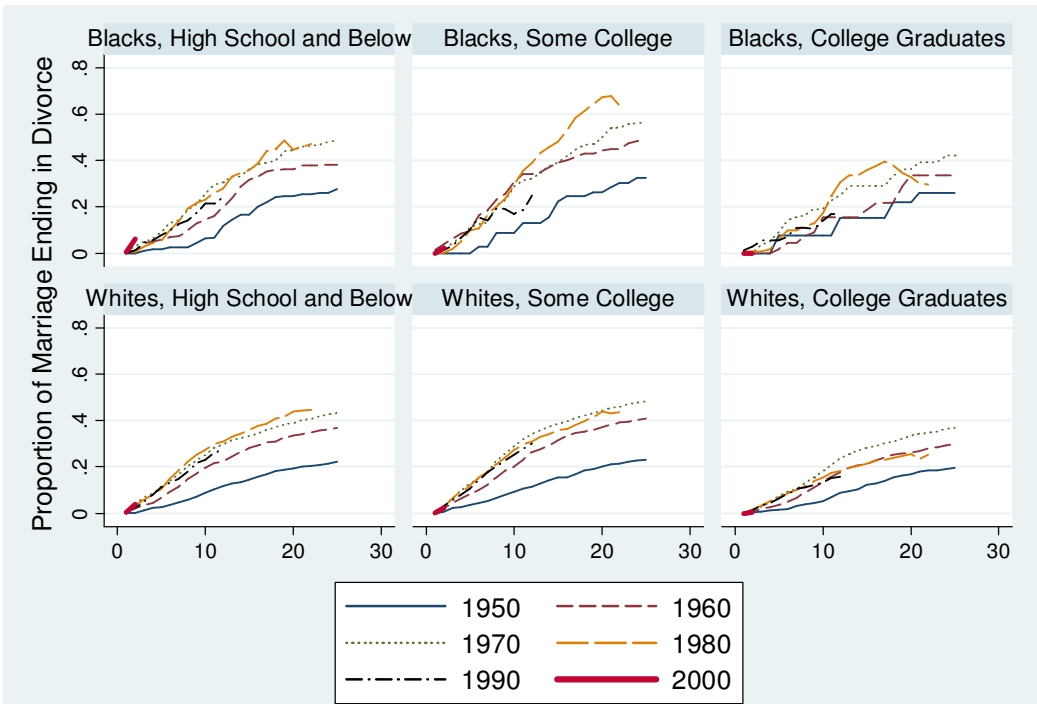 Proportion of Marriage Ending in Divorce
Blacks, High School and Below
Blacks, Some College
Blacks, College Graduates
.8
.6
.4
.2
0
Whites, High School and Below
Whites, Some College
Whites, College Graduates
.8
.6
.4
.2
0
0 10 20 30
0 10 20 30
0 10 20 30
1950 1960
1970 1980
1990 2000